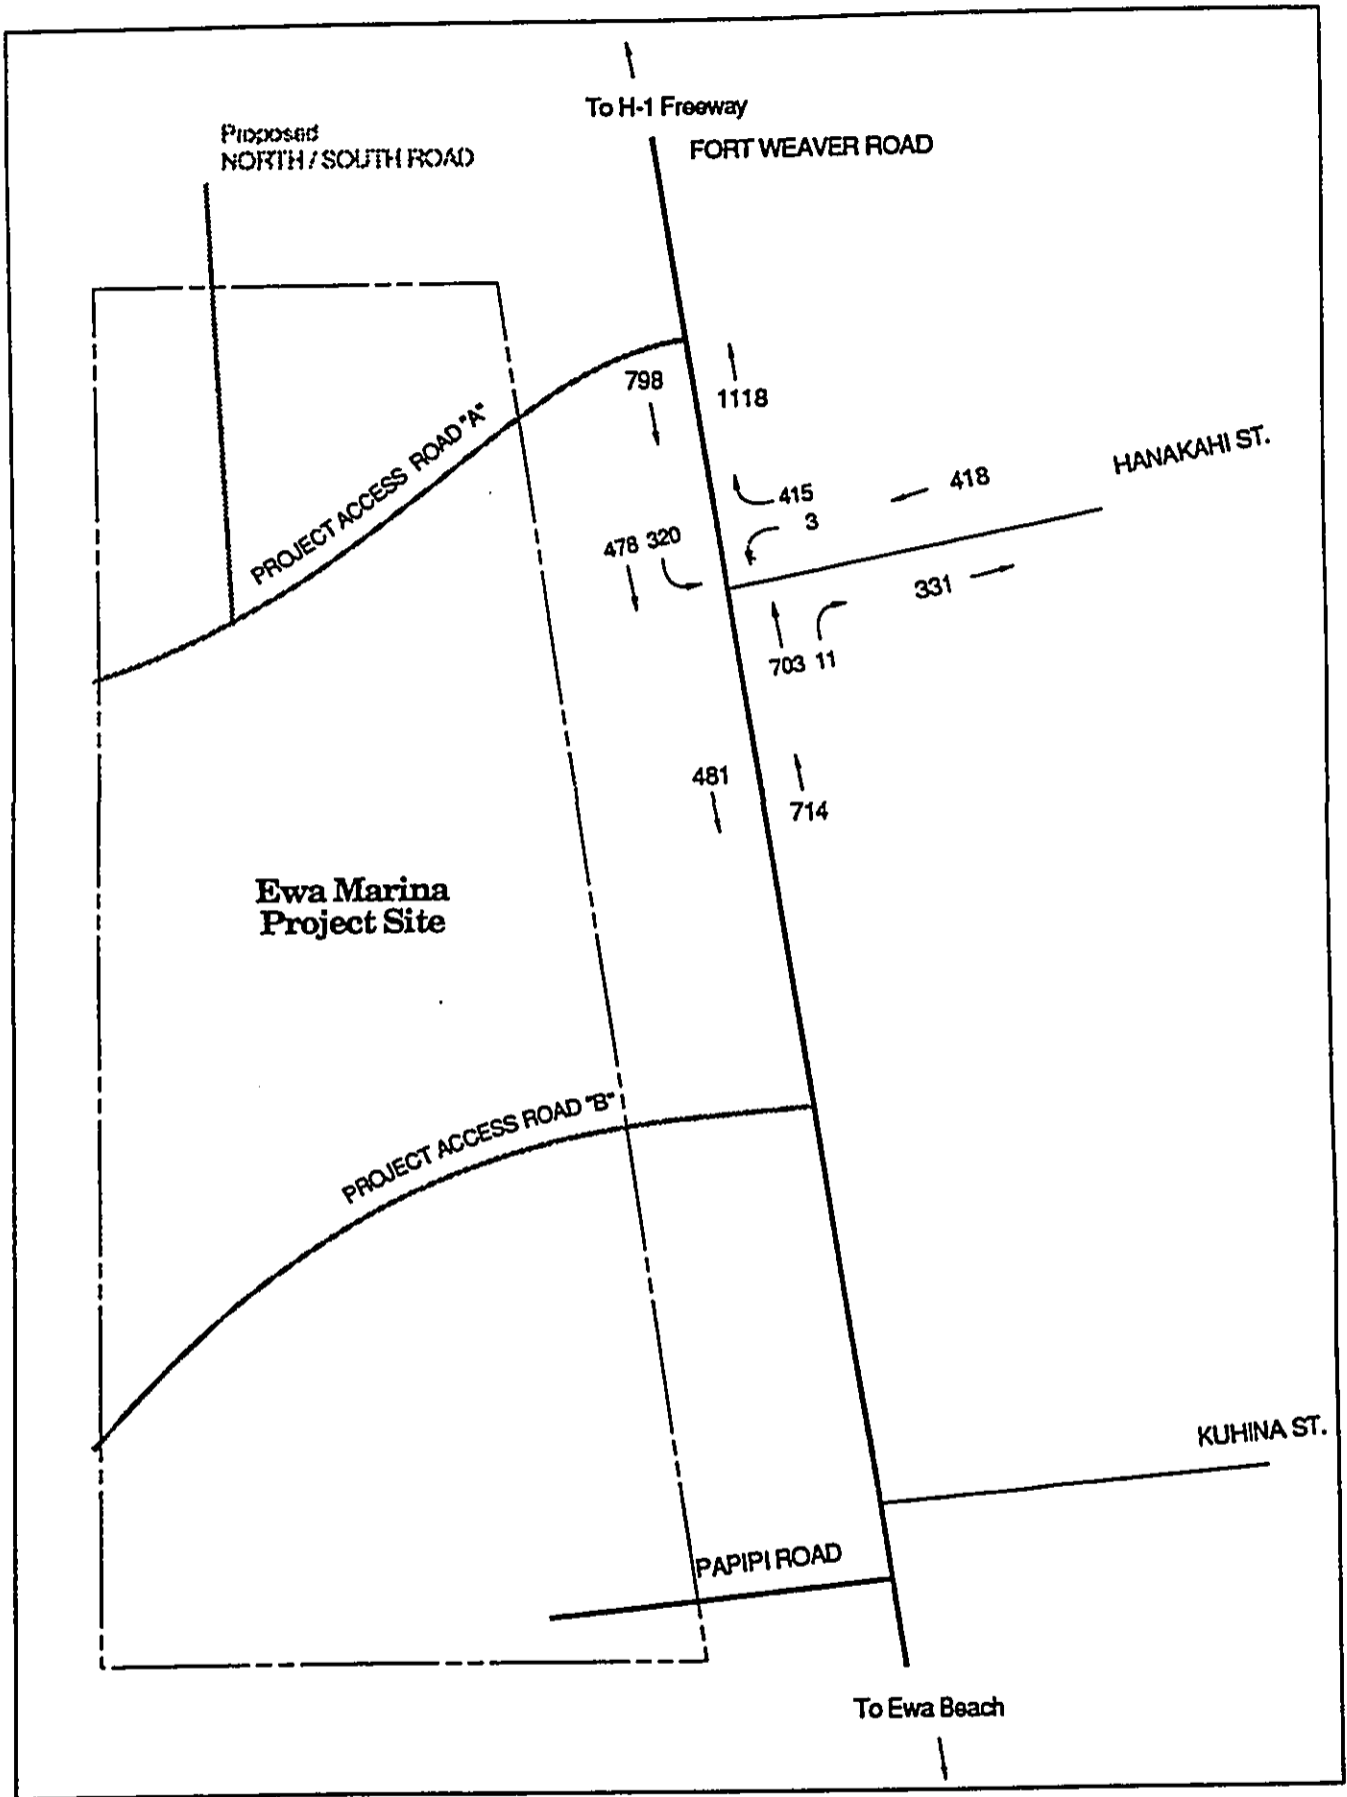 To H-1 Freeway
FORT WEAVER ROAD
Proposed
NORTH / SOUTH ROAD
798
1118
PROJECT ACCESS ROAD "A"
HANAKAHI ST.
415
418
3
478 320
331
703 11
481
714
Ewa Marina
Project Site
PROJECT ACCESS ROAD "B"
KUHINA ST.
PAPIPI ROAD
To Ewa Beach